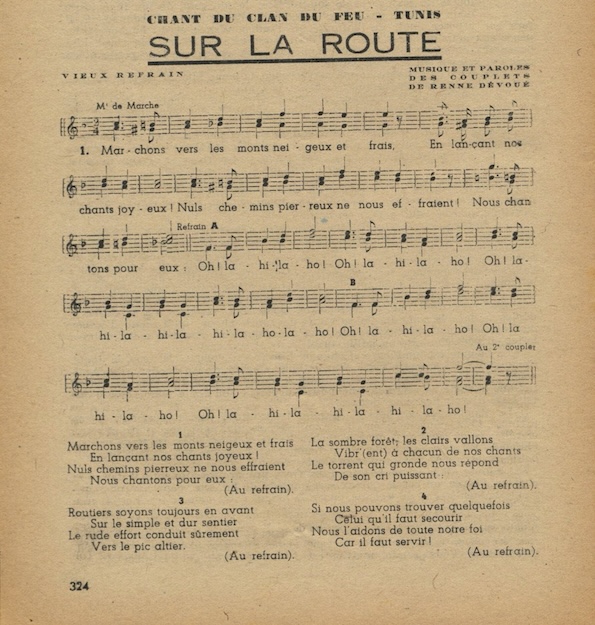 CHANT DU CLAN DU FEU - TUNIS
SUR LA ROUTE
VIEUX REFRAIN
MUSIQUE ET PAROLES
DES COUPLETS
DE RENNE DÉVOUÉ
Mt de Marche
1. Mar-chons vers les monts nei-geux et frais, En lan-çant nos
chants joy-eux! Nuls che-mins pier-reux ne nous ef-fraient! Nous chan
Refrain A
tons pour eux: Oh! la-hi-la-ho! Oh! la-hi-la-ho! Oh! la-
B
hi-la-hi-la-hi-la-ho-la-ho! Oh! la-hi-la-ho! Oh! la
Au 2e couplet
hi-la-ho! Oh! la-hi-la-hi-la-hi-la-ho!
1
Marchons vers les monts neigeux et frais
En lançant nos chants joyeux!
Nuls chemins pierreux ne nous effraient
Nous chantons pour eux:
(Au refrain).
2
La sombre forêt; les clairs vallons
Vibr'(ent) à chacun de nos chants
Le torrent qui gronde nous répond
De son cri puissant:
(Au refrain).
3
Routiers soyons toujours en avant
Sur le simple et dur sentier
Le rude effort conduit sûrement
Vers le pic altier.
(Au refrain).
4
Si nous pouvons trouver quelquefois
Celui qu'il faut secourir
Nous l'aidons de toute notre foi
Car il faut servir!
(Au refrain).
324